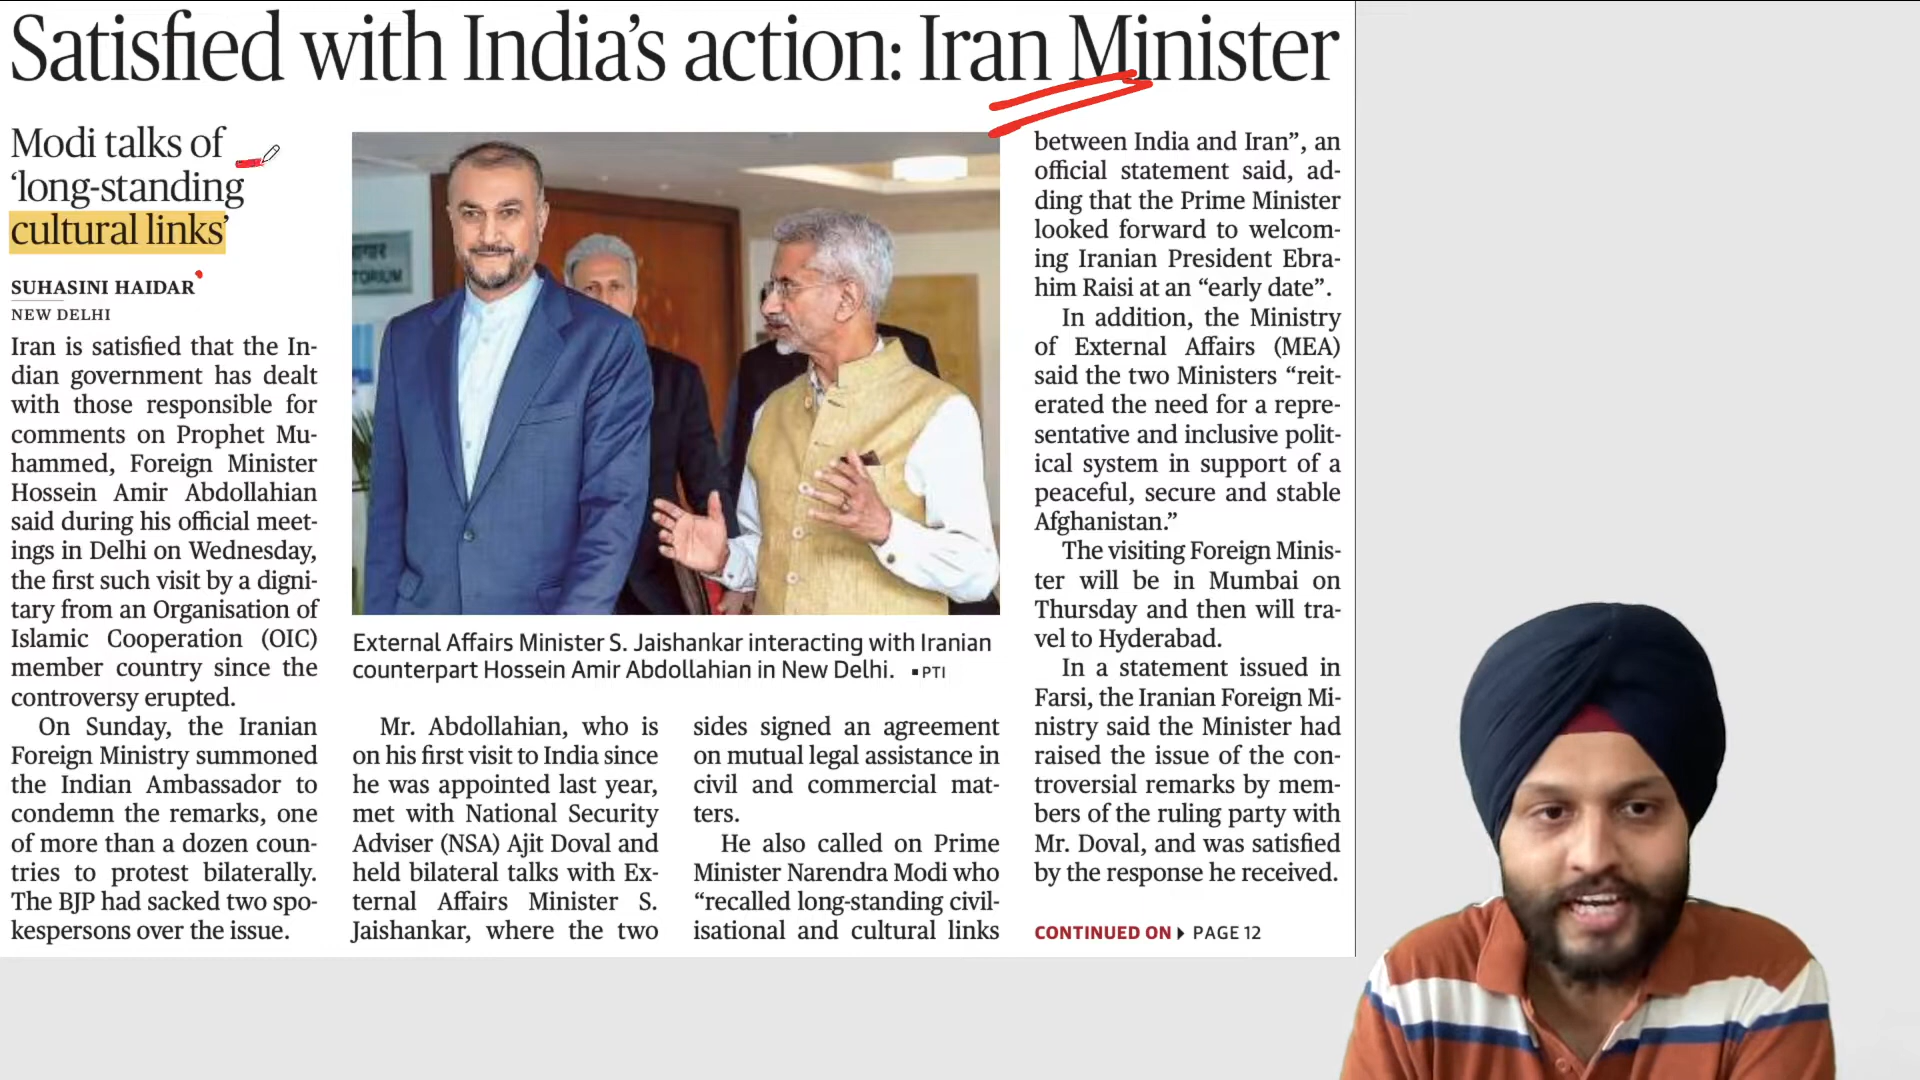 Satisfied with India’s action: Iran Minister
Modi talks of
‘long-standing
cultural links’
SUHASINI HAIDAR
NEW DELHI
Iran is satisfied that the In-
dian government has dealt
with those responsible for
comments on Prophet Mu-
hammed, Foreign Minister
Hossein Amir Abdollahian
said during his official meet-
ings in Delhi on Wednesday,
the first such visit by a digni-
tary from an Organisation of
Islamic Cooperation (OIC)
member country since the
controversy erupted.
On Sunday, the Iranian
Foreign Ministry summoned
the Indian Ambassador to
condemn the remarks, one
of more than a dozen coun-
tries to protest bilaterally.
The BJP had sacked two spo-
kespersons over the issue.
External Affairs Minister S. Jaishankar interacting with Iranian
counterpart Hossein Amir Abdollahian in New Delhi. ▪ PTI
Mr. Abdollahian, who is
on his first visit to India since
he was appointed last year,
met with National Security
Adviser (NSA) Ajit Doval and
held bilateral talks with Ex-
ternal Affairs Minister S.
Jaishankar, where the two
sides signed an agreement
on mutual legal assistance in
civil and commercial mat-
ters.
He also called on Prime
Minister Narendra Modi who
“recalled long-standing civil-
isational and cultural links
between India and Iran”, an
official statement said, ad-
ding that the Prime Minister
looked forward to welcom-
ing Iranian President Ebra-
him Raisi at an “early date”.
In addition, the Ministry
of External Affairs (MEA)
said the two Ministers “reit-
erated the need for a repre-
sentative and inclusive polit-
ical system in support of a
peaceful, secure and stable
Afghanistan.”
The visiting Foreign Minis-
ter will be in Mumbai on
Thursday and then will tra-
vel to Hyderabad.
In a statement issued in
Farsi, the Iranian Foreign Mi-
nistry said the Minister had
raised the issue of the con-
troversial remarks by mem-
bers of the ruling party with
Mr. Doval, and was satisfied
by the response he received.
CONTINUED ON ▸ PAGE 12